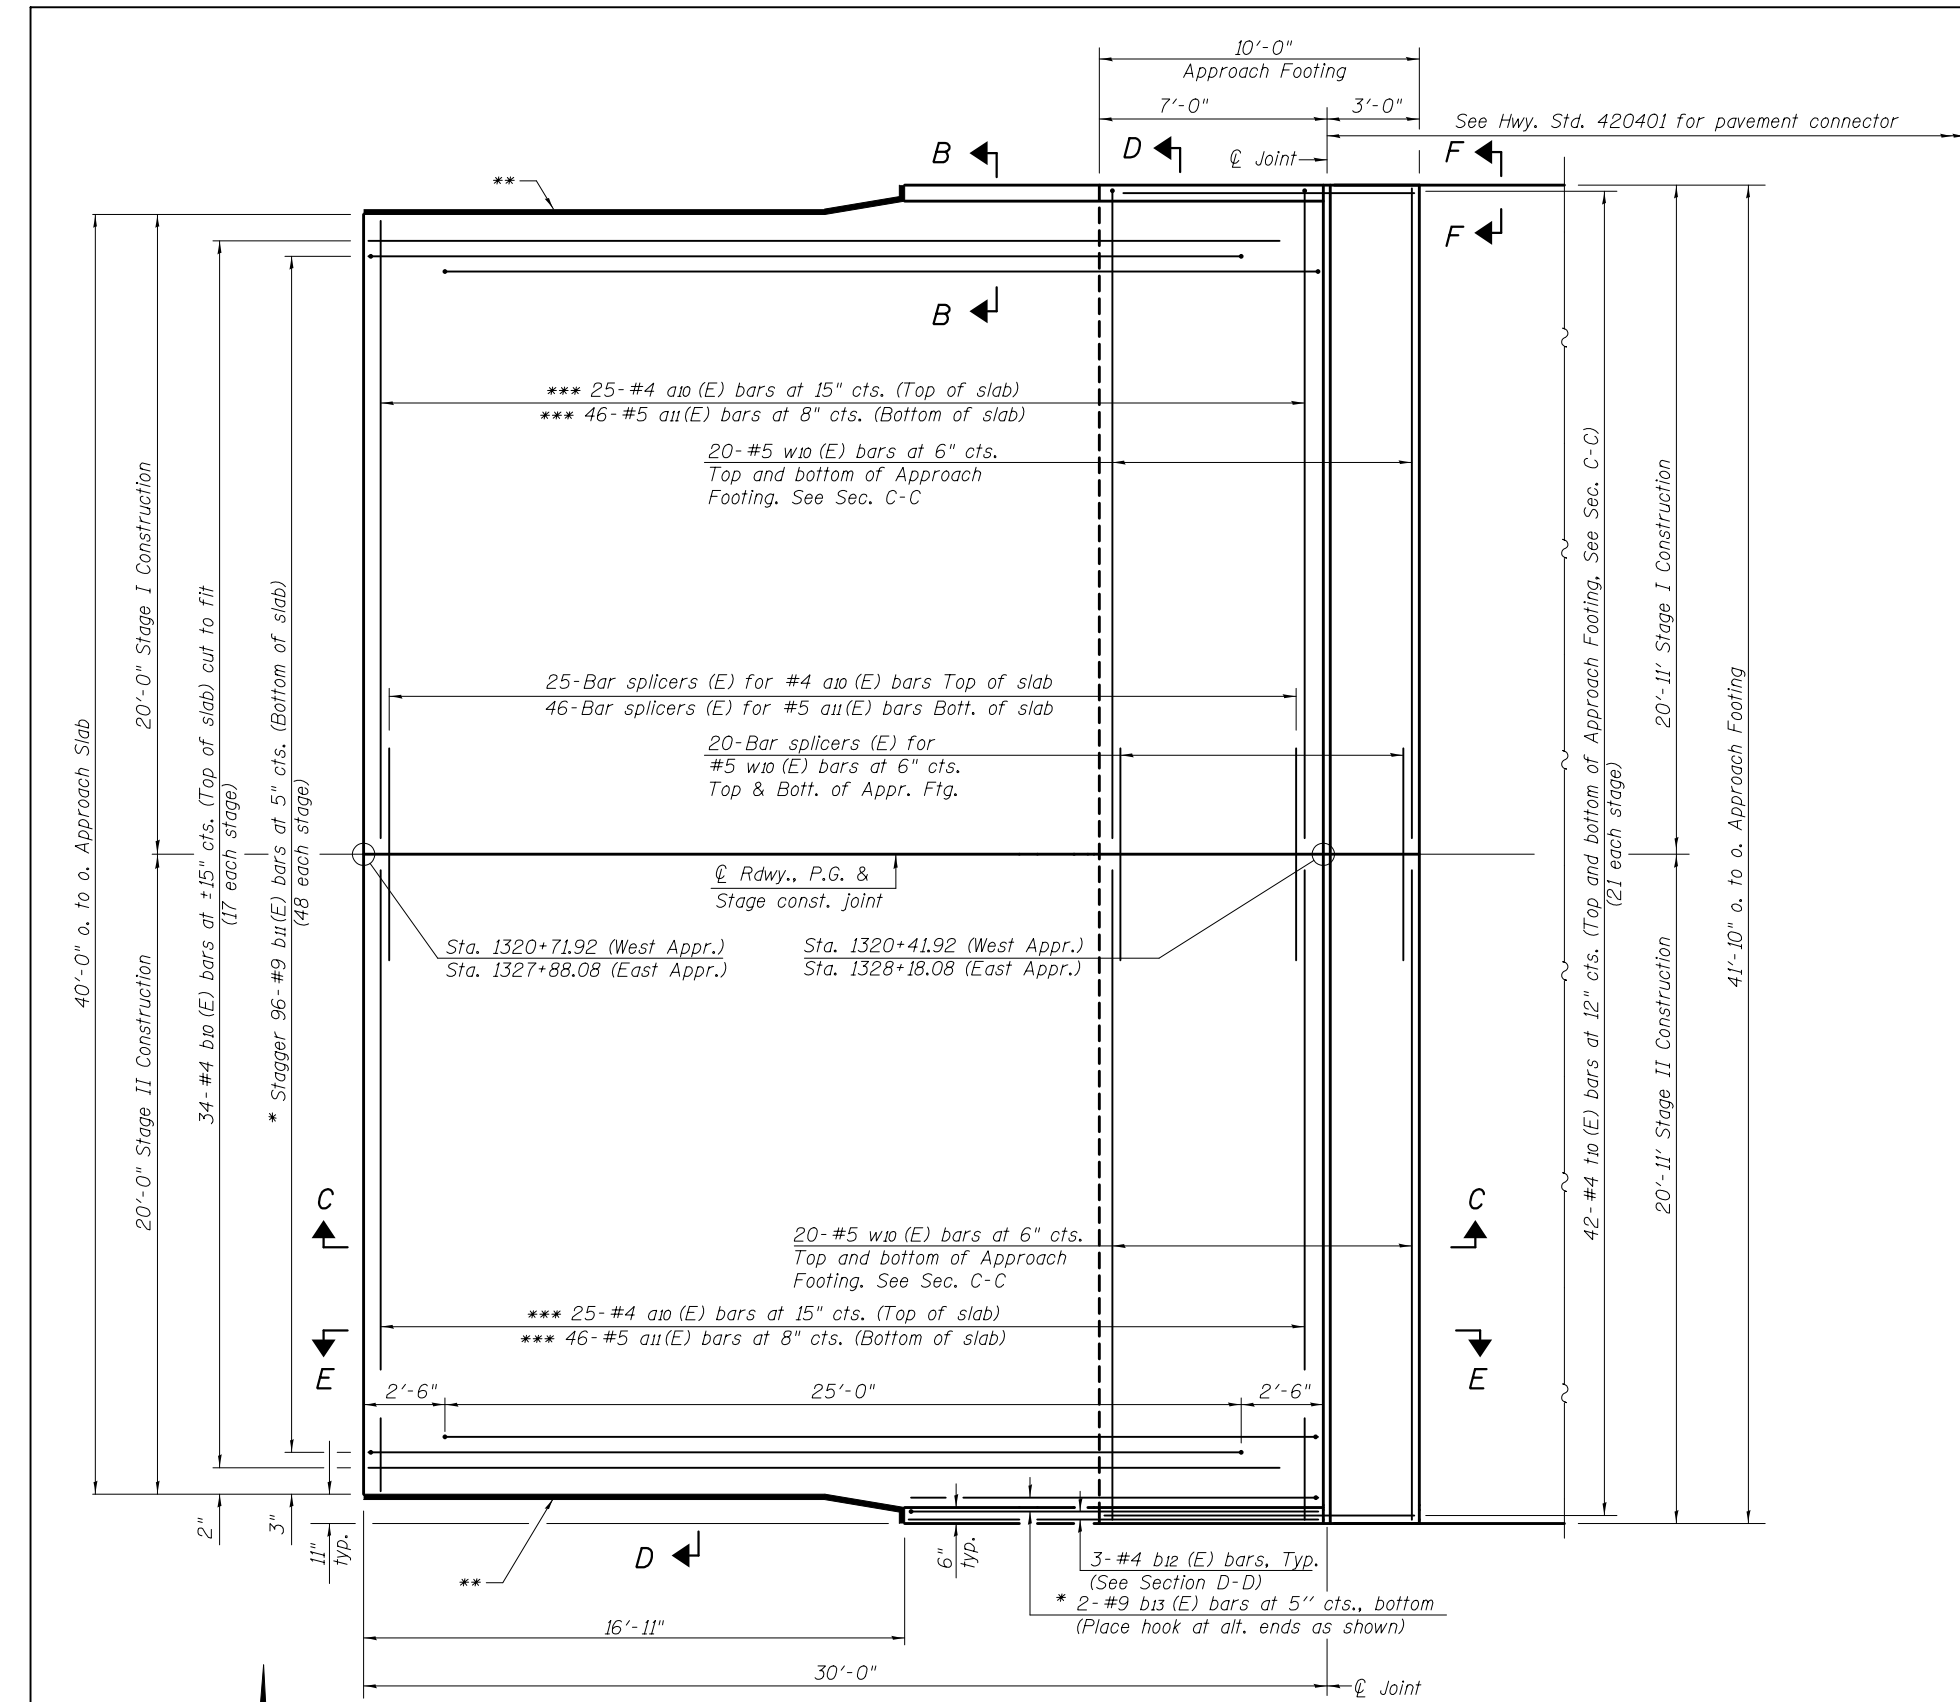 10'-0"
Approach Footing
7'-0"
3'-0"
See Hwy. Std. 420401 for pavement connector
B
D
℄ Joint
F
**
F
B
*** 25-#4 a10(E) bars at 15" cts. (Top of slab)
*** 46-#5 a11(E) bars at 8" cts. (Bottom of slab)
20-#5 w10(E) bars at 6" cts.
Top and bottom of Approach
Footing. See Sec. C-C
40'-0" o. to o. Approach Slab
20'-0" Stage I Construction
20'-0" Stage II Construction
34-#4 b10(E) bars at ±15" cts. (Top of slab) cut to fit
(17 each stage)
* Stagger 96-#9 b11(E) bars at 5" cts. (Bottom of slab)
(48 each stage)
25-Bar splicers (E) for #4 a10(E) bars Top of slab
46-Bar splicers (E) for #5 a11(E) bars Bott. of slab
20-Bar splicers (E) for
#5 w10(E) bars at 6" cts.
Top & Bott. of Appr. Ftg.
℄ Rdwy., P.G. &
Stage const. joint
Sta. 1320+71.92 (West Appr.)
Sta. 1327+88.08 (East Appr.)
Sta. 1320+41.92 (West Appr.)
Sta. 1328+18.08 (East Appr.)
42-#4 t10(E) bars at 12" cts. (Top and bottom of Approach Footing, See Sec. C-C)
(21 each stage)
20'-11' Stage I Construction
20'-11' Stage II Construction
41'-10" o. to o. Approach Footing
C
C
20-#5 w10(E) bars at 6" cts.
Top and bottom of Approach
Footing. See Sec. C-C
*** 25-#4 a10(E) bars at 15" cts. (Top of slab)
*** 46-#5 a11(E) bars at 8" cts. (Bottom of slab)
E
E
2'-6"
25'-0"
2'-6"
2"
3"
11"
typ.
D
**
6"
typ.
3-#4 b12(E) bars, Typ.
(See Section D-D)
* 2-#9 b13(E) bars at 5'' cts., bottom
(Place hook at alt. ends as shown)
16'-11"
30'-0"
℄ Joint